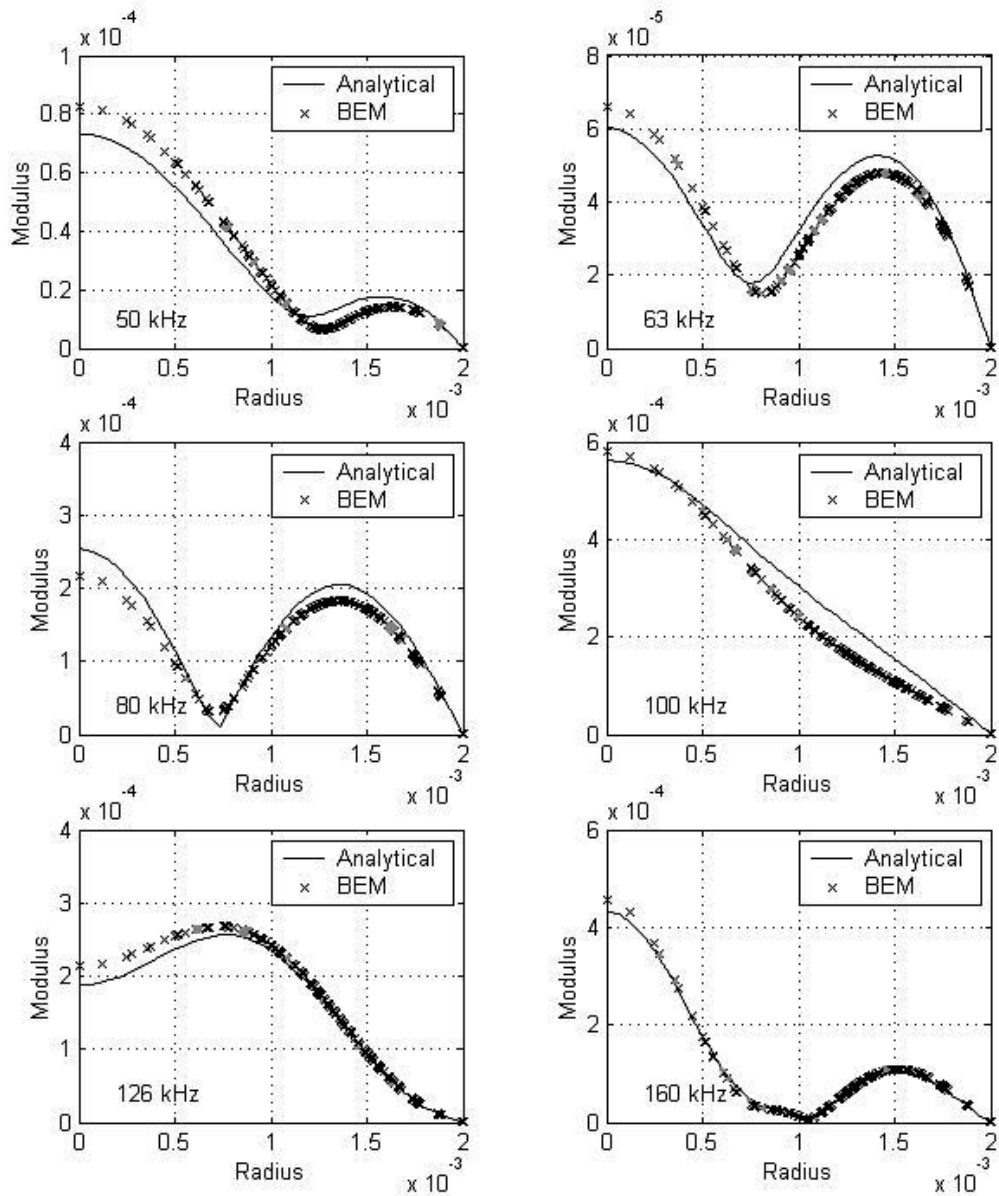 x 10⁻⁴
1
0.8
0.6
0.4
0.2
0
Modulus
Analytical
BEM
50 kHz
0 0.5 1 1.5 2
Radius
x 10⁻³
x 10⁻⁵
8
6
4
2
0
Modulus
Analytical
BEM
63 kHz
0 0.5 1 1.5 2
Radius
x 10⁻³
x 10⁻⁴
4
3
2
1
0
Modulus
Analytical
BEM
80 kHz
0 0.5 1 1.5 2
Radius
x 10⁻³
x 10⁻⁴
6
4
2
0
Modulus
Analytical
BEM
100 kHz
0 0.5 1 1.5 2
Radius
x 10⁻³
x 10⁻⁴
4
3
2
1
0
Modulus
Analytical
BEM
126 kHz
0 0.5 1 1.5 2
Radius
x 10⁻³
x 10⁻⁴
6
4
2
0
Modulus
Analytical
BEM
160 kHz
0 0.5 1 1.5 2
Radius
x 10⁻³